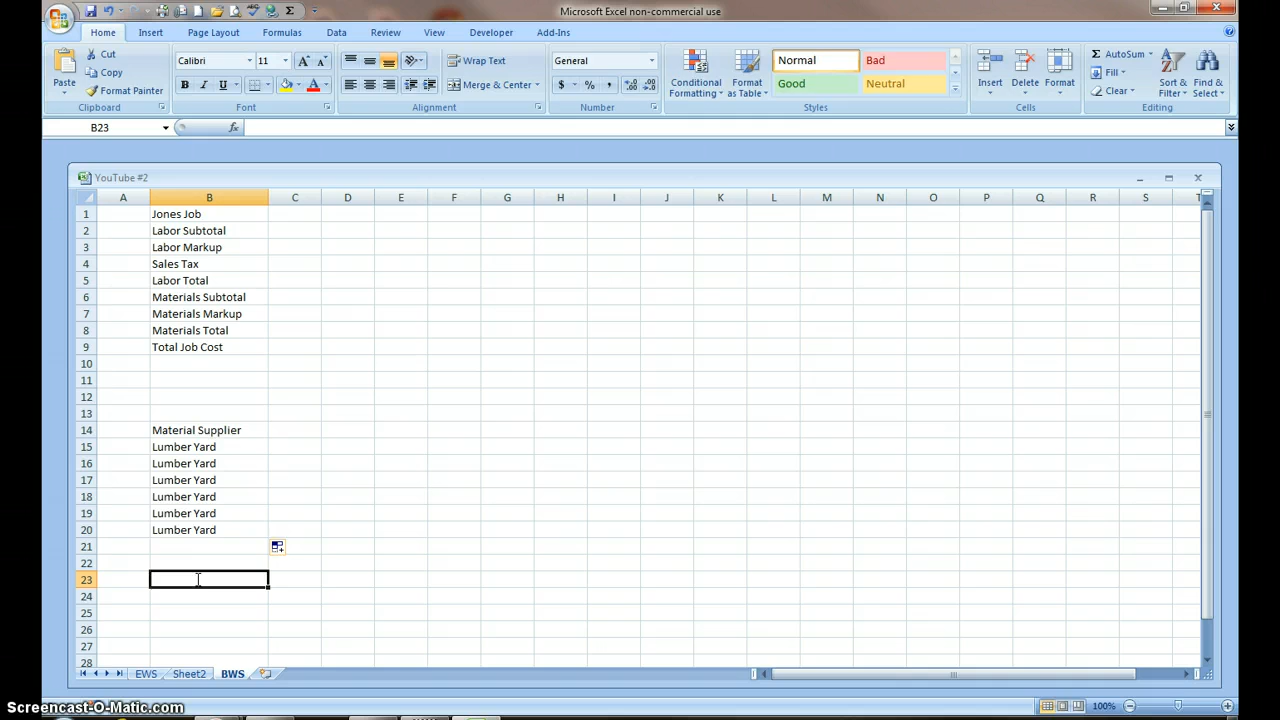 Microsoft Excel non-commercial use
Home Insert Page Layout Formulas Data Review View Developer Add-Ins
Paste
Cut
Copy
Format Painter
Clipboard
Calibri 11
B I U
Font
Wrap Text
Merge & Center
Alignment
General
$ % ,
Number
Conditional Formatting
Format as Table
Normal Bad
Good Neutral
Styles
Insert Delete Format
Cells
AutoSum
Fill
Clear
Sort & Filter
Find & Select
Editing
B23
fx
YouTube #2
A B C D E F G H I J K L M N O P Q R S T
1 Jones Job
2 Labor Subtotal
3 Labor Markup
4 Sales Tax
5 Labor Total
6 Materials Subtotal
7 Materials Markup
8 Materials Total
9 Total Job Cost
10
11
12
13
14 Material Supplier
15 Lumber Yard
16 Lumber Yard
17 Lumber Yard
18 Lumber Yard
19 Lumber Yard
20 Lumber Yard
21
22
23
24
25
26
27
28
EWS Sheet2 BWS
100%
Screencast-O-Matic.com